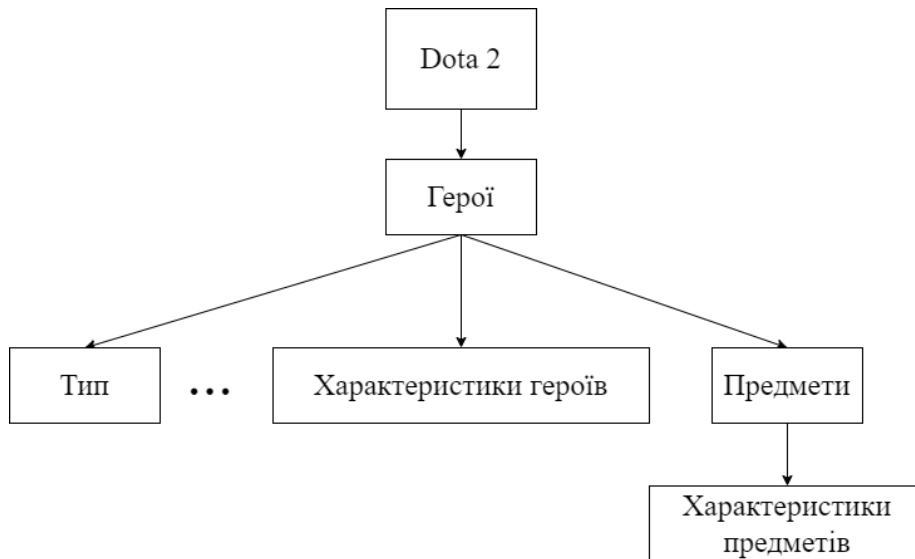 Dota 2
Герої
Тип
...
Характеристики героїв
Предмети
Характеристики
предметів